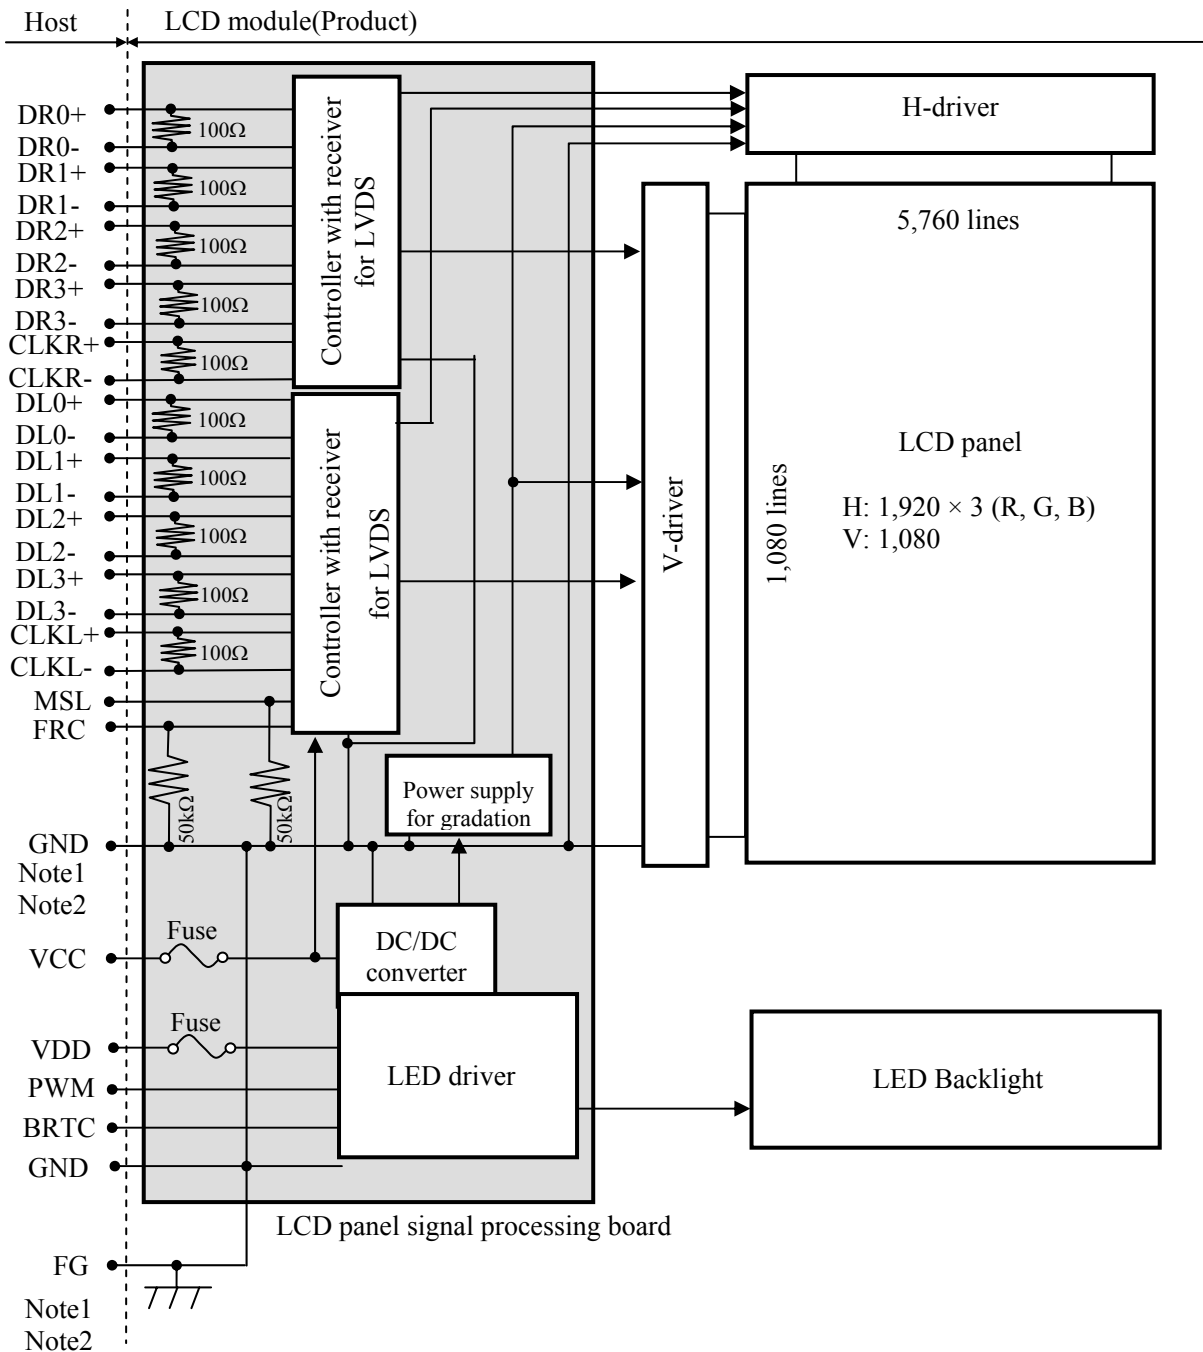 Host
LCD module(Product)
DR0+
DR0-
DR1+
DR1-
DR2+
DR2-
DR3+
DR3-
CLKR+
CLKR-
DL0+
DL0-
DL1+
DL1-
DL2+
DL2-
DL3+
DL3-
CLKL+
CLKL-
MSL
FRC
GND
Note1
Note2
VCC
VDD
PWM
BRTC
GND
FG
Note1
Note2
100Ω
100Ω
100Ω
100Ω
100Ω
100Ω
100Ω
100Ω
100Ω
100Ω
50kΩ
50kΩ
Fuse
Fuse
Controller with receiver
for LVDS
Controller with receiver
for LVDS
Power supply
for gradation
DC/DC
converter
LED driver
LCD panel signal processing board
H-driver
V-driver
5,760 lines
1,080 lines
LCD panel
H: 1,920 × 3 (R, G, B)
V: 1,080
LED Backlight